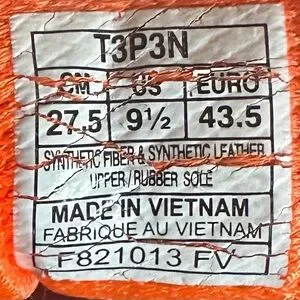 T3P3N
CM US EURO
27.5 9½ 43.5
SYNTHETIC FIBER & SYNTHETIC LEATHER
UPPER/RUBBER SOLE
MADE IN VIETNAM
FABRIQUE AU VIETNAM
F821013 FV